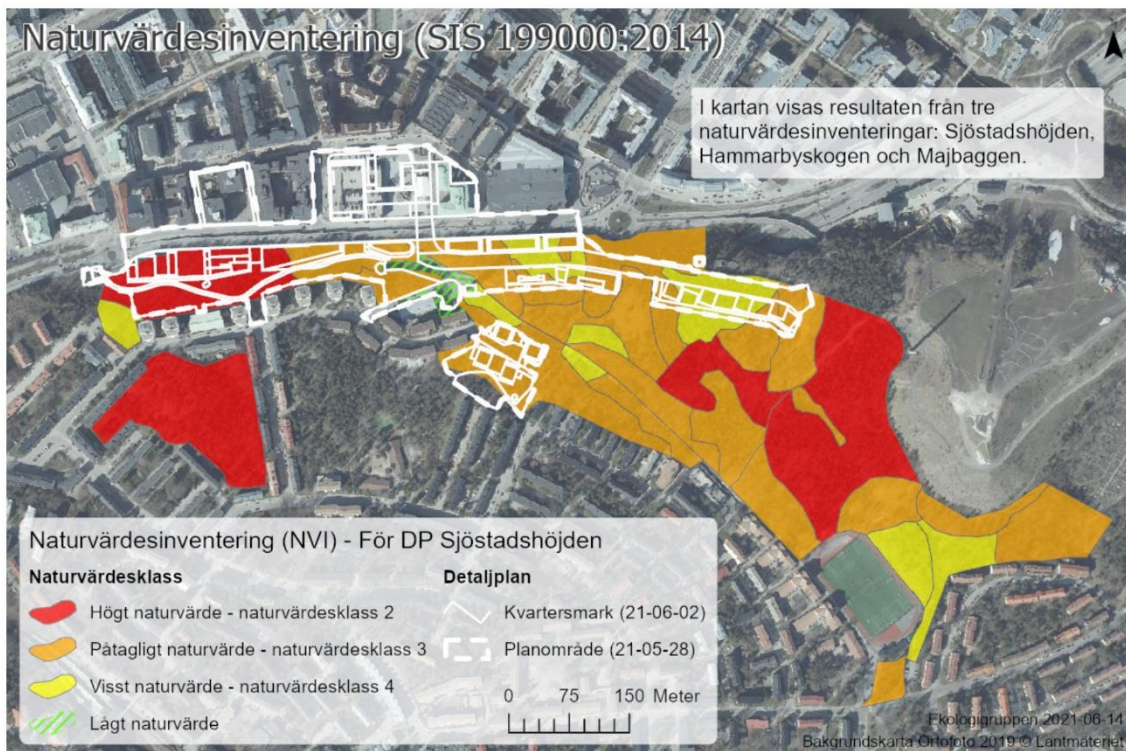 Naturvärdesinventering (SIS 199000:2014)
I kartan visas resultaten från tre
naturvärdesinventeringar: Sjöstadshöjden,
Hammarbyskogen och Majbaggen.
Naturvärdesinventering (NVI) - För DP Sjöstadshöjden
Naturvärdesklass
Högt naturvärde - naturvärdesklass 2
Påtagligt naturvärde - naturvärdesklass 3
Visst naturvärde - naturvärdesklass 4
Lågt naturvärde
Detaljplan
Kvartersmark (21-06-02)
Planområde (21-05-28)
0 75 150 Meter
Ekologigruppen 2021-06-14
Bakgrundskarta Ortofoto 2019 © Lantmäteriet